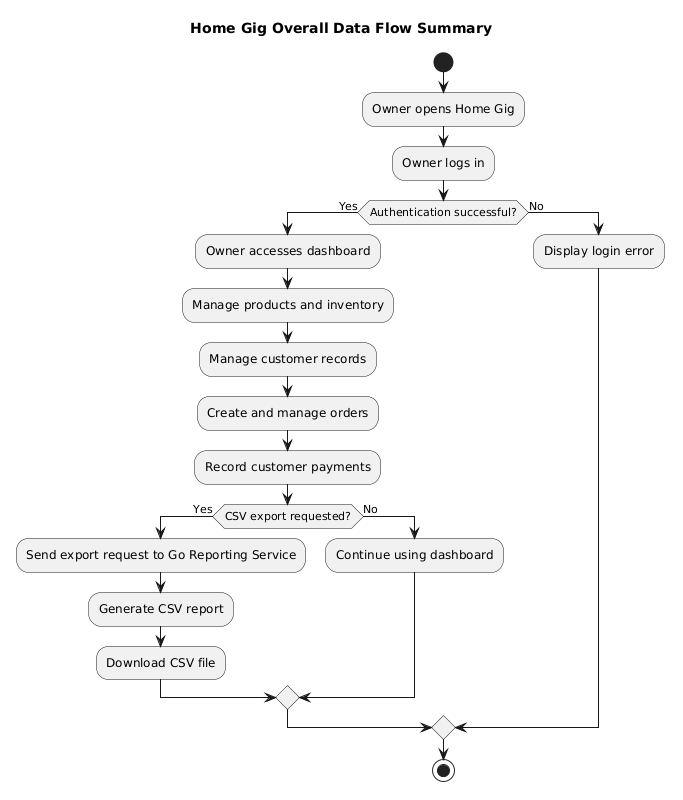 Home Gig Overall Data Flow Summary
Owner opens Home Gig
Owner logs in
Authentication successful?
Yes
No
Owner accesses dashboard
Display login error
Manage products and inventory
Manage customer records
Create and manage orders
Record customer payments
CSV export requested?
Yes
No
Send export request to Go Reporting Service
Continue using dashboard
Generate CSV report
Download CSV file